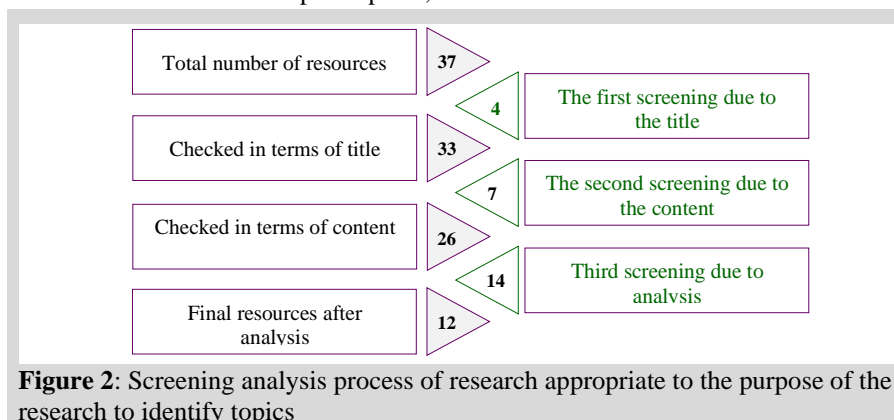 Total number of resources
37
4
The first screening due to
the title
Checked in terms of title
33
7
The second screening due to
the content
Checked in terms of content
26
14
Third screening due to
analysis
Final resources after
analysis
12
Figure 2: Screening analysis process of research appropriate to the purpose of the
research to identify topics